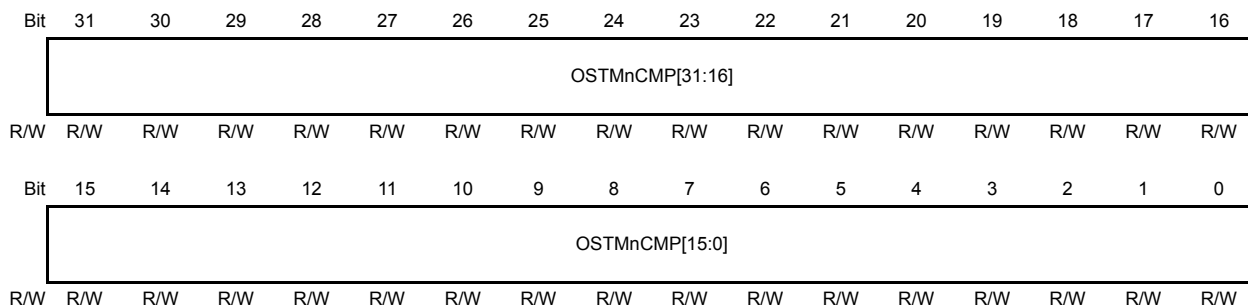 Bit 31 30 29 28 27 26 25 24 23 22 21 20 19 18 17 16
OSTMnCMP[31:16]
R/W R/W R/W R/W R/W R/W R/W R/W R/W R/W R/W R/W R/W R/W R/W R/W R/W
Bit 15 14 13 12 11 10 9 8 7 6 5 4 3 2 1 0
OSTMnCMP[15:0]
R/W R/W R/W R/W R/W R/W R/W R/W R/W R/W R/W R/W R/W R/W R/W R/W R/W